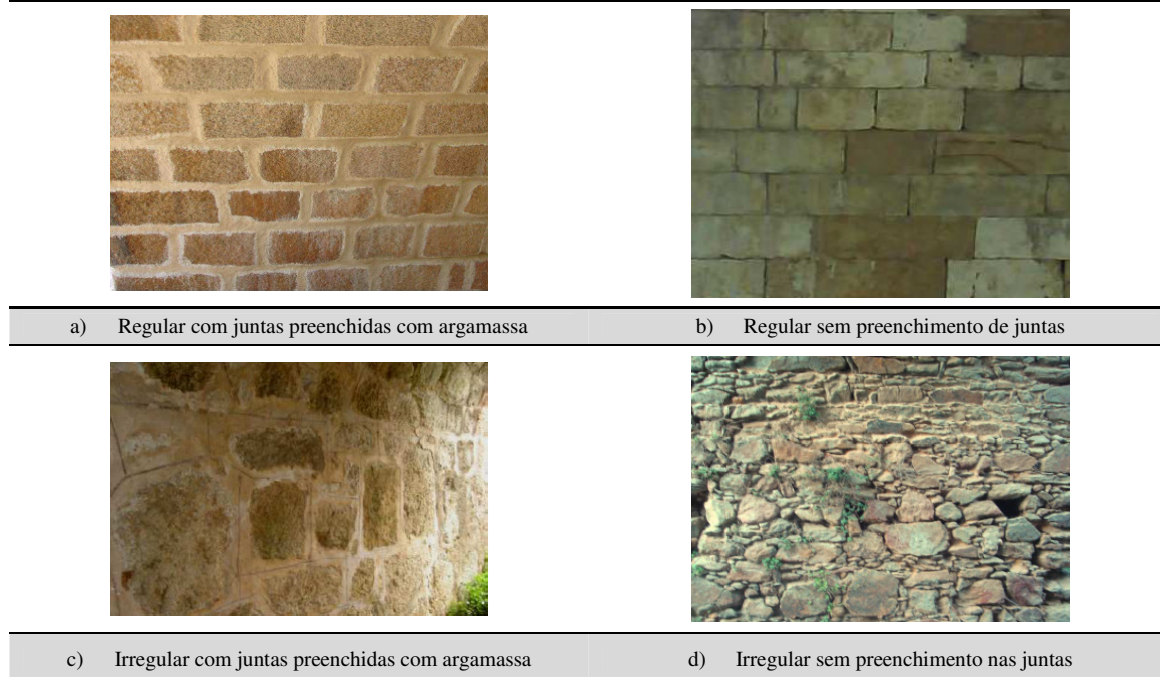 a) Regular com juntas preenchidas com argamassa
b) Regular sem preenchimento de juntas
c) Irregular com juntas preenchidas com argamassa
d) Irregular sem preenchimento nas juntas